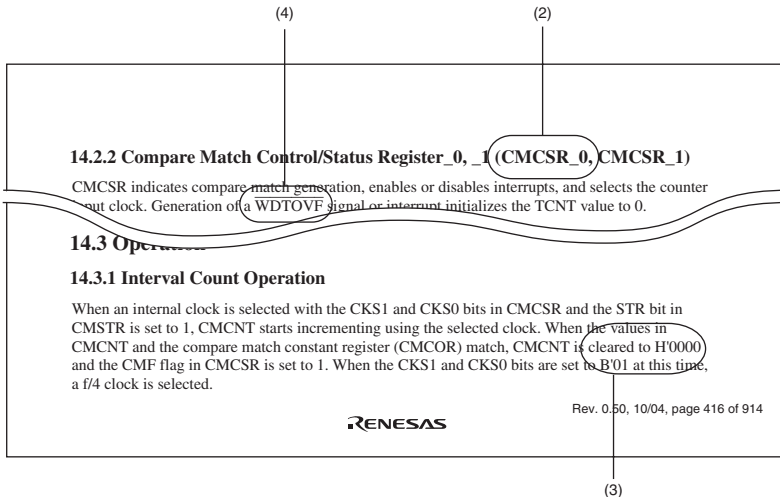 (4)
(2)
14.2.2 Compare Match Control/Status Register_0, _1 (CMCSR_0, CMCSR_1)
CMCSR indicates compare match generation, enables or disables interrupts, and selects the counter
input clock. Generation of a WDTOVF signal or interrupt initializes the TCNT value to 0.
14.3 Operation
14.3.1 Interval Count Operation
When an internal clock is selected with the CKS1 and CKS0 bits in CMCSR and the STR bit in
CMSTR is set to 1, CMCNT starts incrementing using the selected clock. When the values in
CMCNT and the compare match constant register (CMCOR) match, CMCNT is cleared to H'0000
and the CMF flag in CMCSR is set to 1. When the CKS1 and CKS0 bits are set to B'01 at this time,
a f/4 clock is selected.
Rev. 0.50, 10/04, page 416 of 914
RENESAS
(3)